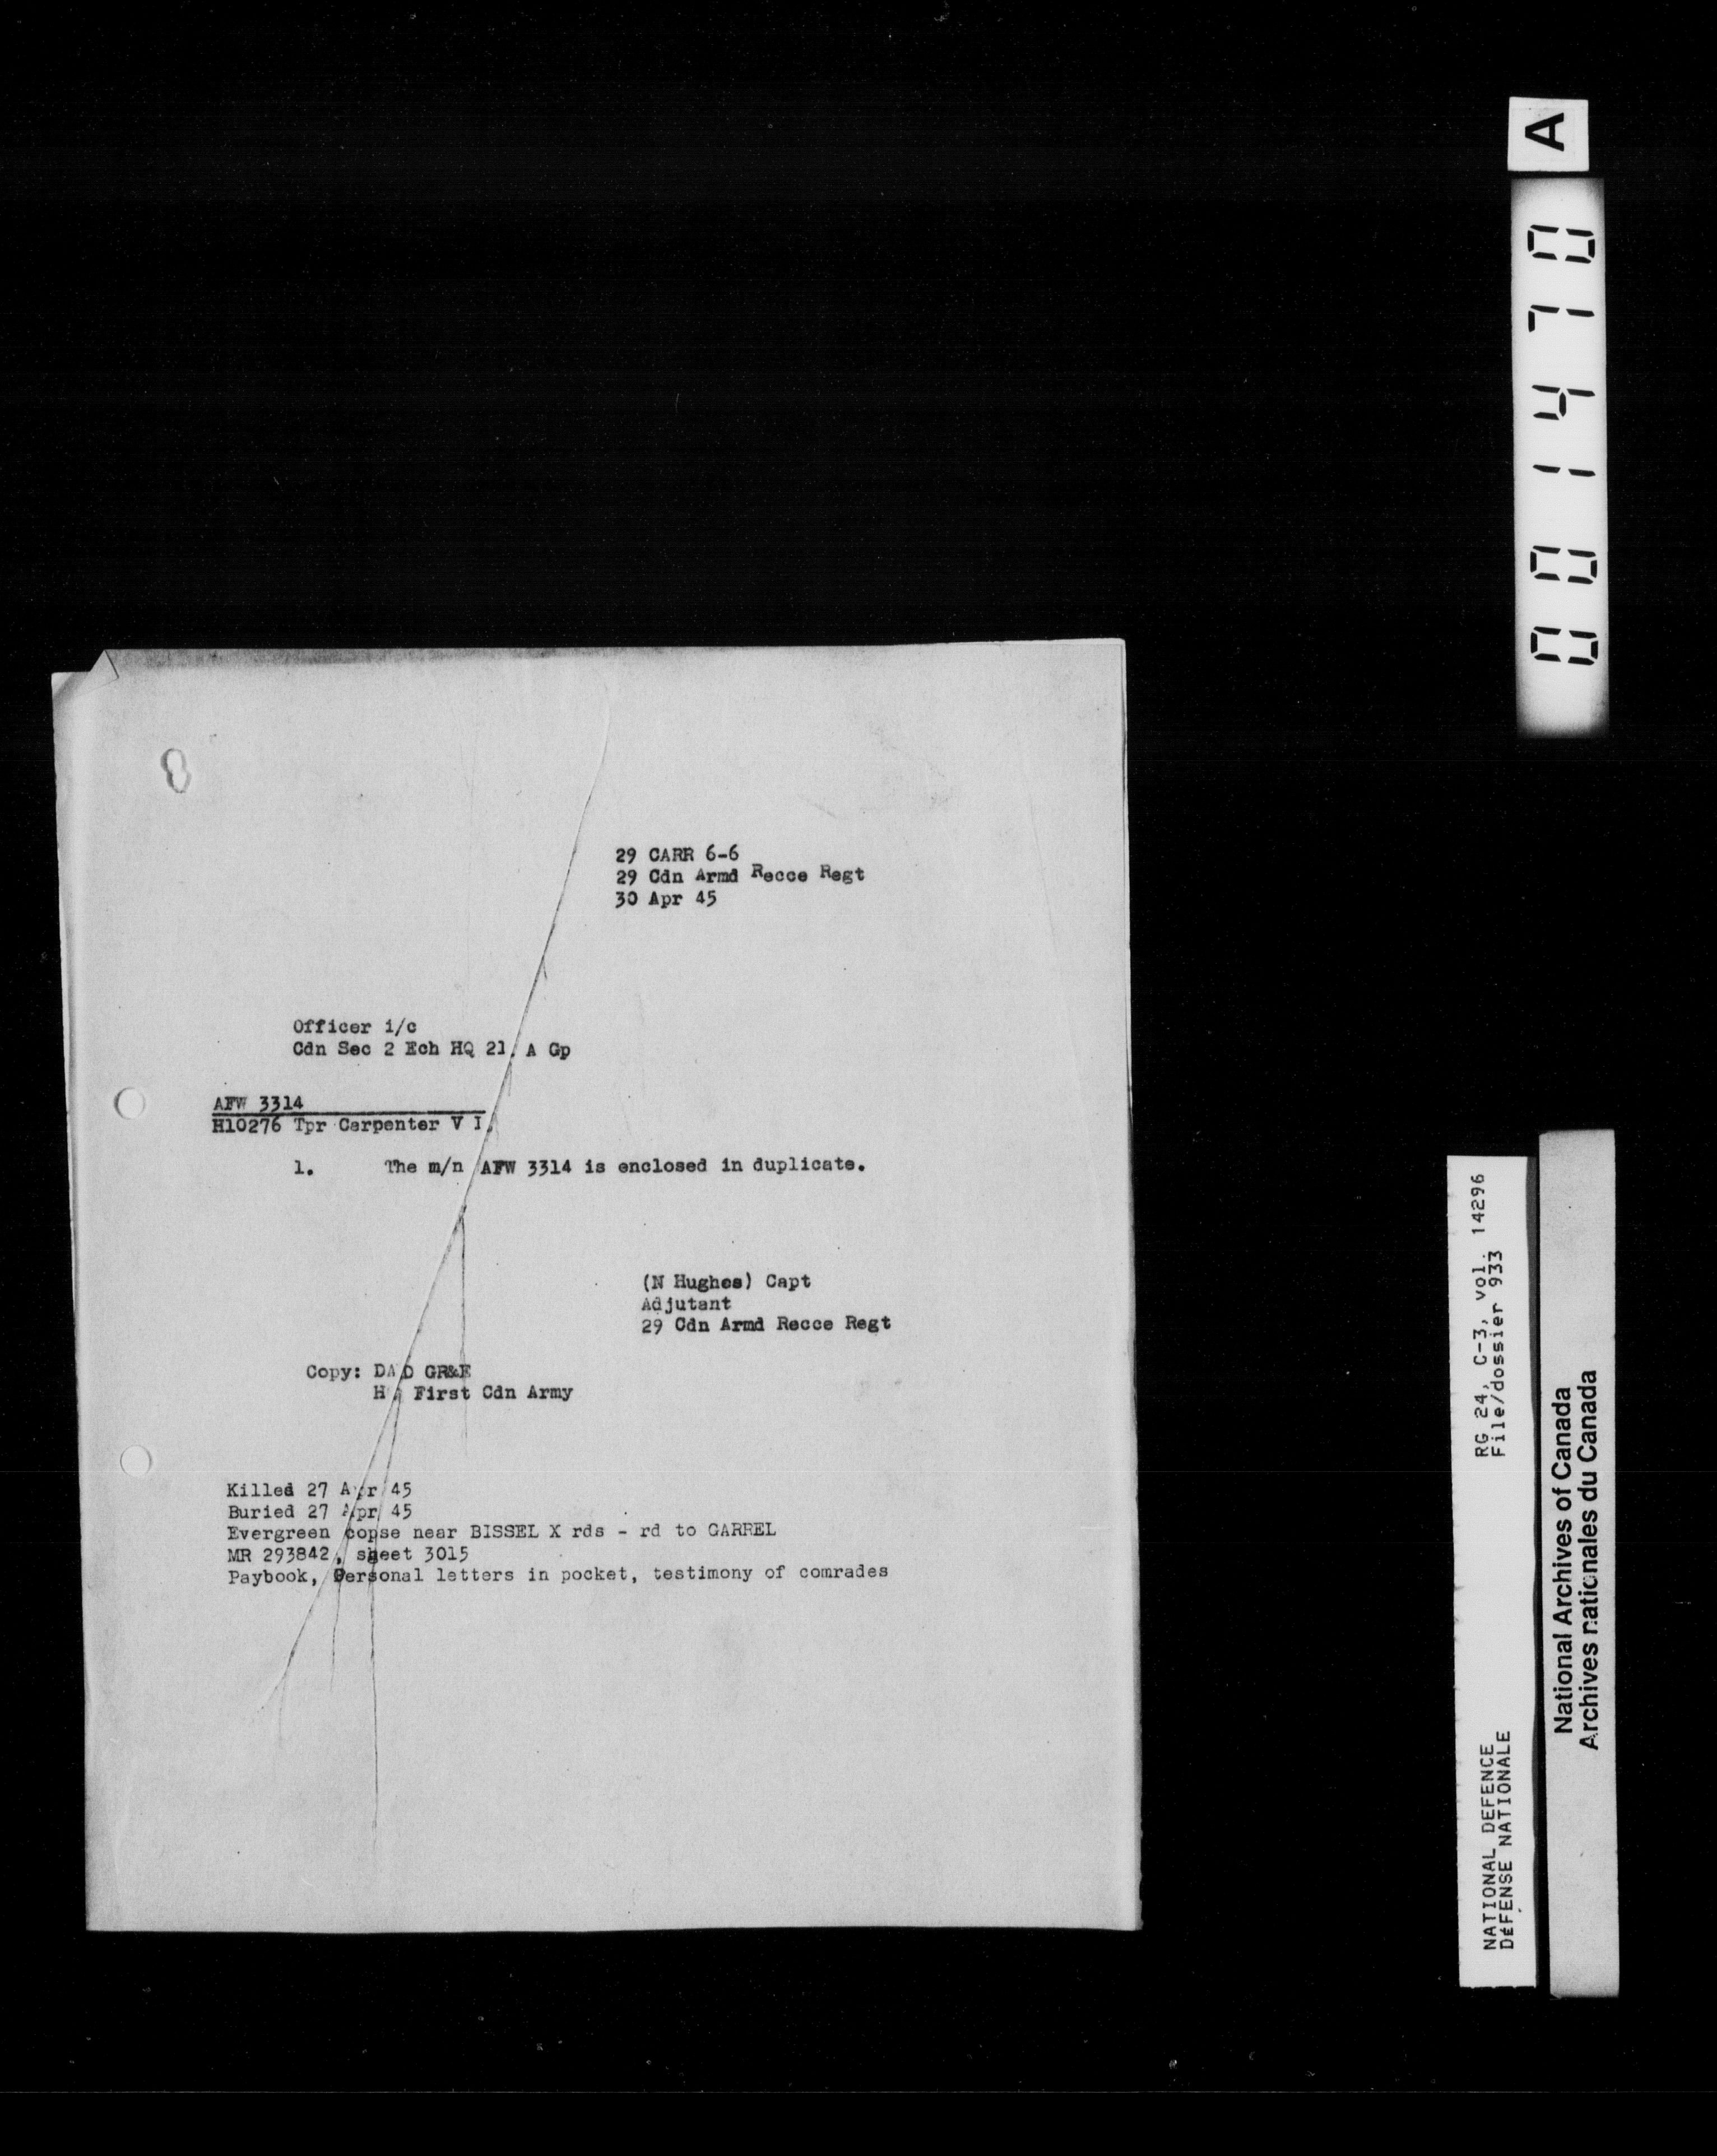 29 CARR 6-6
29 Cdn Armd Recce Regt
30 Apr 45
Officer i/c
Cdn Sec 2 Ech HQ 21. A Gp
AFW 3314
H10276 Tpr Carpenter V I.
1. The m/n AFW 3314 is enclosed in duplicate.
(N Hughes) Capt
Adjutant
29 Cdn Armd Recce Regt
Copy: DAD GR&E
First Cdn Army
Killed 27 Apr 45
Buried 27 Apr 45
Evergreen copse near BISSEL X rds - rd to GARREL
MR 293842, sheet 3015
Paybook, Personal letters in pocket, testimony of comrades
A
001470
NATIONAL DEFENCE RG 24, C-3, vol. 14296
DÉFENSE NATIONALE File/dossier 933
National Archives of Canada
Archives nationales du Canada